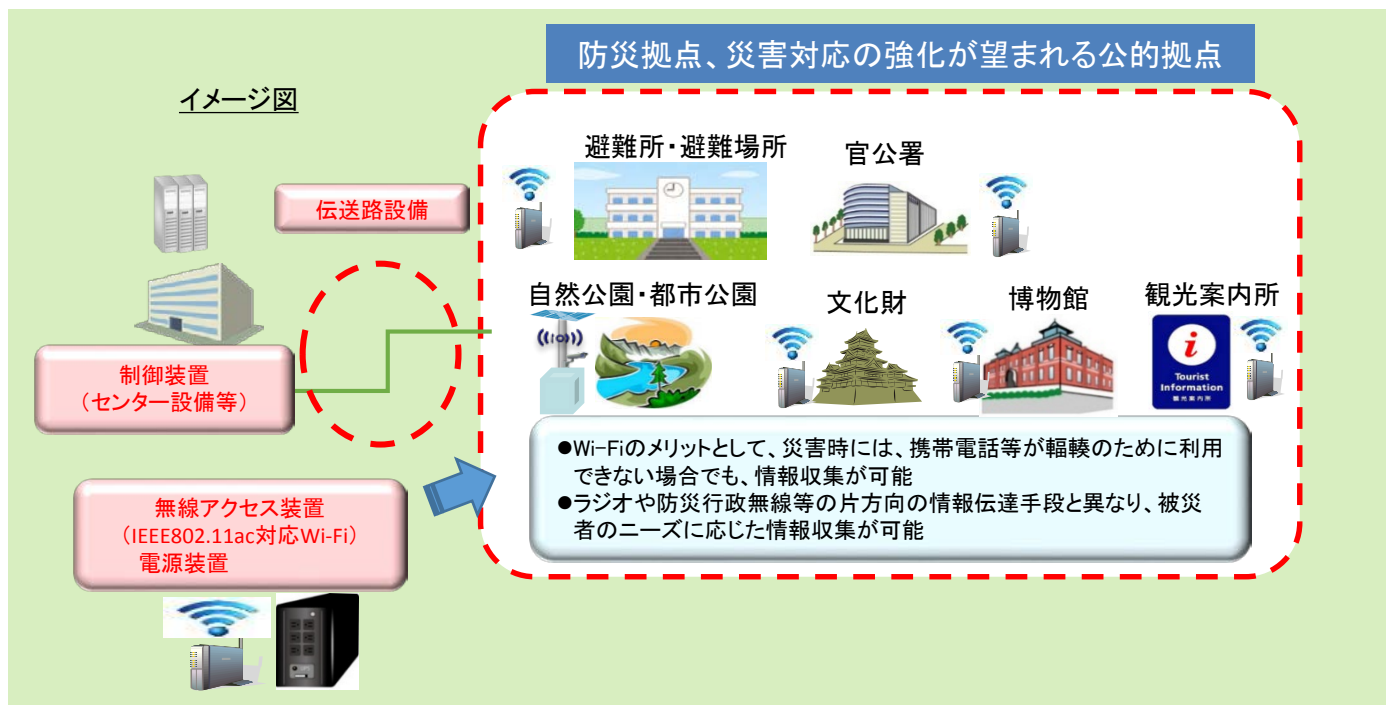 防災拠点、災害対応の強化が望まれる公的拠点
イメージ図
避難所・避難場所
官公署
伝送路設備
自然公園・都市公園
文化財
博物館
観光案内所
i
Tourist
Information
観光案内所
制御装置
（センター設備等）
●Wi-Fiのメリットとして、災害時には、携帯電話等が輻輳のために利用
できない場合でも、情報収集が可能
●ラジオや防災行政無線等の片方向の情報伝達手段と異なり、被災
者のニーズに応じた情報収集が可能
無線アクセス装置
（IEEE802.11ac対応Wi-Fi）
電源装置